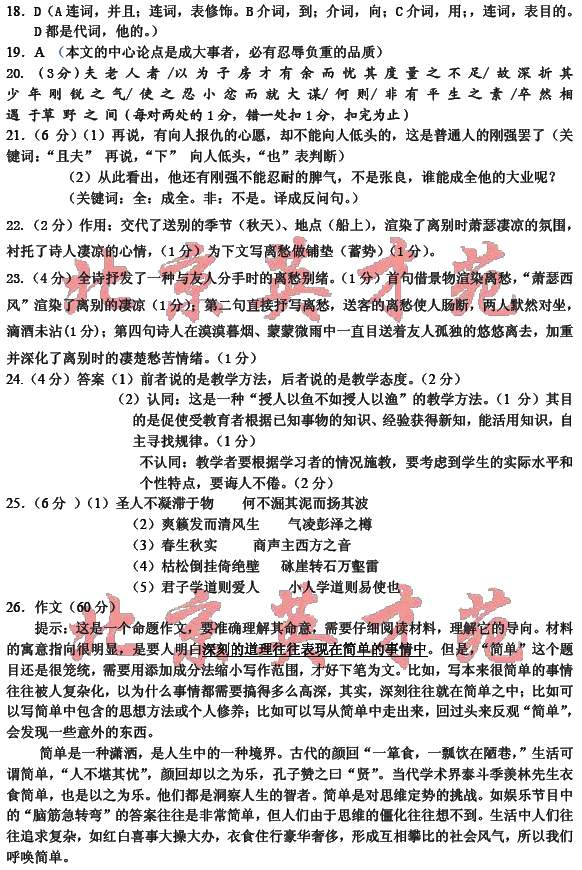 18．D（A连词，并且；连词，表修饰。B介词，到；介词，向；C介词，用；，连词，表目的。
D都是代词，他的。）
19．A （本文的中心论点是成大事者，必有忍辱负重的品质）
20．（3分）夫老人者/以为子房才有余而忧其度量之不足/故深折其
少年刚锐之气/使之忍小忿而就大谋/何则/非有平生之素/卒然相
遇于草野之间（每对两处的1分，错一处扣1分，扣完为止）
21．（6 分）（1）再说，有向人报仇的心愿，却不能向人低头的，这是普通人的刚强罢了（关
键词：“且夫” 再说，“下” 向人低头，“也”表判断）
（2）从此看出，他还有刚强不能忍耐的脾气，不是张良，谁能成全他的大业呢？
（关键词：全：成全。非：不是。译成反问句。）
22．（2分）作用：交代了送别的季节（秋天）、地点（船上），渲染了离别时萧瑟凄凉的氛围，
衬托了诗人凄凉的心情，（1分）为下文写离愁做铺垫（蓄势）（1分）。
23．（4分）全诗抒发了一种与友人分手时的离愁别绪。（1分）首句借景物渲染离愁，“萧瑟西
风”渲染了离别的凄凉（1分）；第二句直接抒写离愁，送客的离愁使人肠断，两人默然对坐，
滴酒未沾(1分)；第四句诗人在漠漠暮烟、蒙蒙微雨中一直目送着友人孤独的悠悠离去，加重
并深化了离别时的凄楚愁苦情绪。（1分）
24．（4分）答案（1）前者说的是教学方法，后者说的是教学态度。（2分）
（2）认同：这是一种“授人以鱼不如授人以渔”的教学方法。（1 分）其目
的是促使受教育者根据已知事物的知识、经验获得新知，能活用知识，自
主寻找规律。（1分）
不认同：教学者要根据学习者的情况施教，要考虑到学生的实际水平和
个性特点，要诲人不倦。（2分）
25．（6分 ）（1）圣人不凝滞于物 何不淈其泥而扬其波
（2）爽籁发而清风生 气凌彭泽之樽
（3）春生秋实 商声主西方之音
（4）枯松倒挂倚绝壁 砯崖转石万壑雷
（5）君子学道则爱人 小人学道则易使也
26．作文（60分）
提示：这是一个命题作文，要准确理解其命意，需要仔细阅读材料，理解它的导向。材料
的寓意指向很明显，是要人明白深刻的道理往往表现在简单的事情中。但是，“简单”这个题
目还是很笼统，需要用添加成分法缩小写作范围，才好下笔为文。比如，写本来很简单的事情
往往被人复杂化，以为什么事情都需要搞得多么高深，其实，深刻往往就在简单之中；比如可
以写简单中包含的思想方法或个人修养；比如可以写从简单中走出来，回过头来反观“简单”，
会发现一些意外的东西。
简单是一种潇洒，是人生中的一种境界。古代的颜回“一箪食，一瓢饮在陋巷，”生活可
谓简单，“人不堪其忧”，颜回却以之为乐，孔子赞之曰“贤”。当代学术界泰斗季羡林先生衣
食简单，也是以之为乐。他们都是洞察人生的智者。简单是对思维定势的挑战。如娱乐节目中
的“脑筋急转弯”的答案往往是非常简单，但人们由于思维的僵化往往想不到。生活中人们往
往追求复杂，如红白喜事大操大办，衣食住行豪华奢侈，形成互相攀比的社会风气，所以我们
呼唤简单。
北京英才苑
北京英才苑